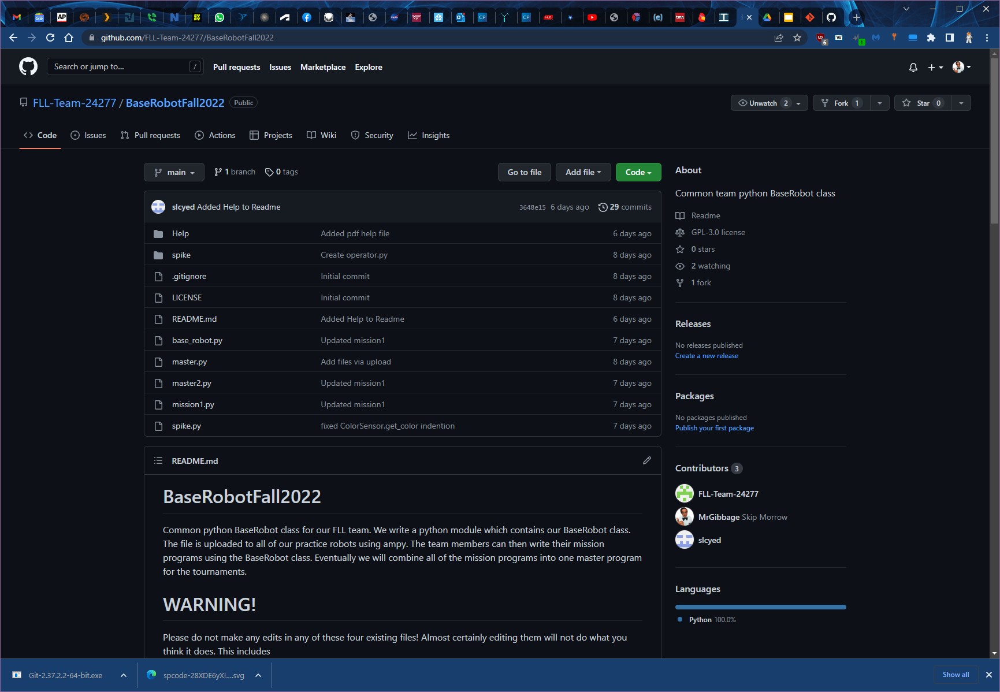 github.com/FLL-Team-24277/BaseRobotFall2022
6
1
Search or jump to...
/
Pull requests
Issues
Marketplace
Explore
FLL-Team-24277 / BaseRobotFall2022
Public
Unwatch 2
Fork 1
Star 0
Code
Issues
Pull requests
Actions
Projects
Wiki
Security
Insights
main
1 branch
0 tags
Go to file
Add file
Code
slcyed Added Help to Readme
3648e15 6 days ago
29 commits
Help Added pdf help file 6 days ago
spike Create operator.py 8 days ago
.gitignore Initial commit 8 days ago
LICENSE Initial commit 8 days ago
README.md Added Help to Readme 6 days ago
base_robot.py Updated mission1 7 days ago
master.py Add files via upload 8 days ago
master2.py Updated mission1 7 days ago
mission1.py Updated mission1 7 days ago
spike.py fixed ColorSensor.get_color indention 7 days ago
README.md
BaseRobotFall2022
Common python BaseRobot class for our FLL team. We write a python module which contains our BaseRobot class.
The file is uploaded to all of our practice robots using ampy. The team members can then write their mission
programs using the BaseRobot class. Eventually we will combine all of the mission programs into one master program
for the tournaments.
WARNING!
Please do not make any edits in any of these four existing files! Almost certainly editing them will not do what you
think it does. This includes
About
Common team python BaseRobot class
Readme
GPL-3.0 license
0 stars
2 watching
1 fork
Releases
No releases published
Create a new release
Packages
No packages published
Publish your first package
Contributors 3
FLL-Team-24277
MrGibbage Skip Morrow
slcyed
Languages
Python 100.0%
Git-2.37.2.2-64-bit.exe
spcode-28XDE6yXI....svg
Show all